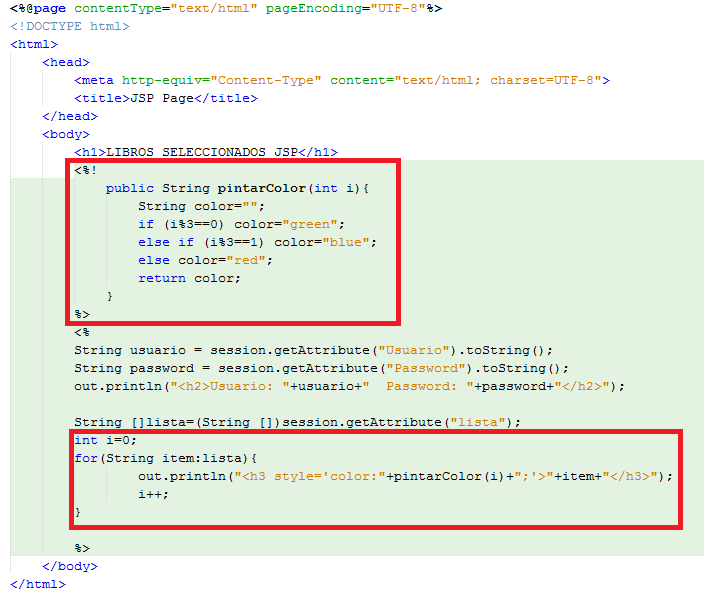 <%@page contentType="text/html" pageEncoding="UTF-8"%>
<!DOCTYPE html>
<html>
    <head>
        <meta http-equiv="Content-Type" content="text/html; charset=UTF-8">
        <title>JSP Page</title>
    </head>
    <body>
        <h1>LIBROS SELECCIONADOS JSP</h1>
        <%!
            public String pintarColor(int i){
                String color="";
                if (i%3==0) color="green";
                else if (i%3==1) color="blue";
                else color="red";
                return color;
            }
        %>
        <%
        String usuario = session.getAttribute("Usuario").toString();
        String password = session.getAttribute("Password").toString();
        out.println("<h2>Usuario: "+usuario+"  Password: "+password+"</h2>");
        String []lista=(String [])session.getAttribute("lista");
        int i=0;
        for(String item:lista){
                out.println("<h3 style='color:"+pintarColor(i)+";'>"+item+"</h3>");
                i++;
        }
        %>
    </body>
</html>